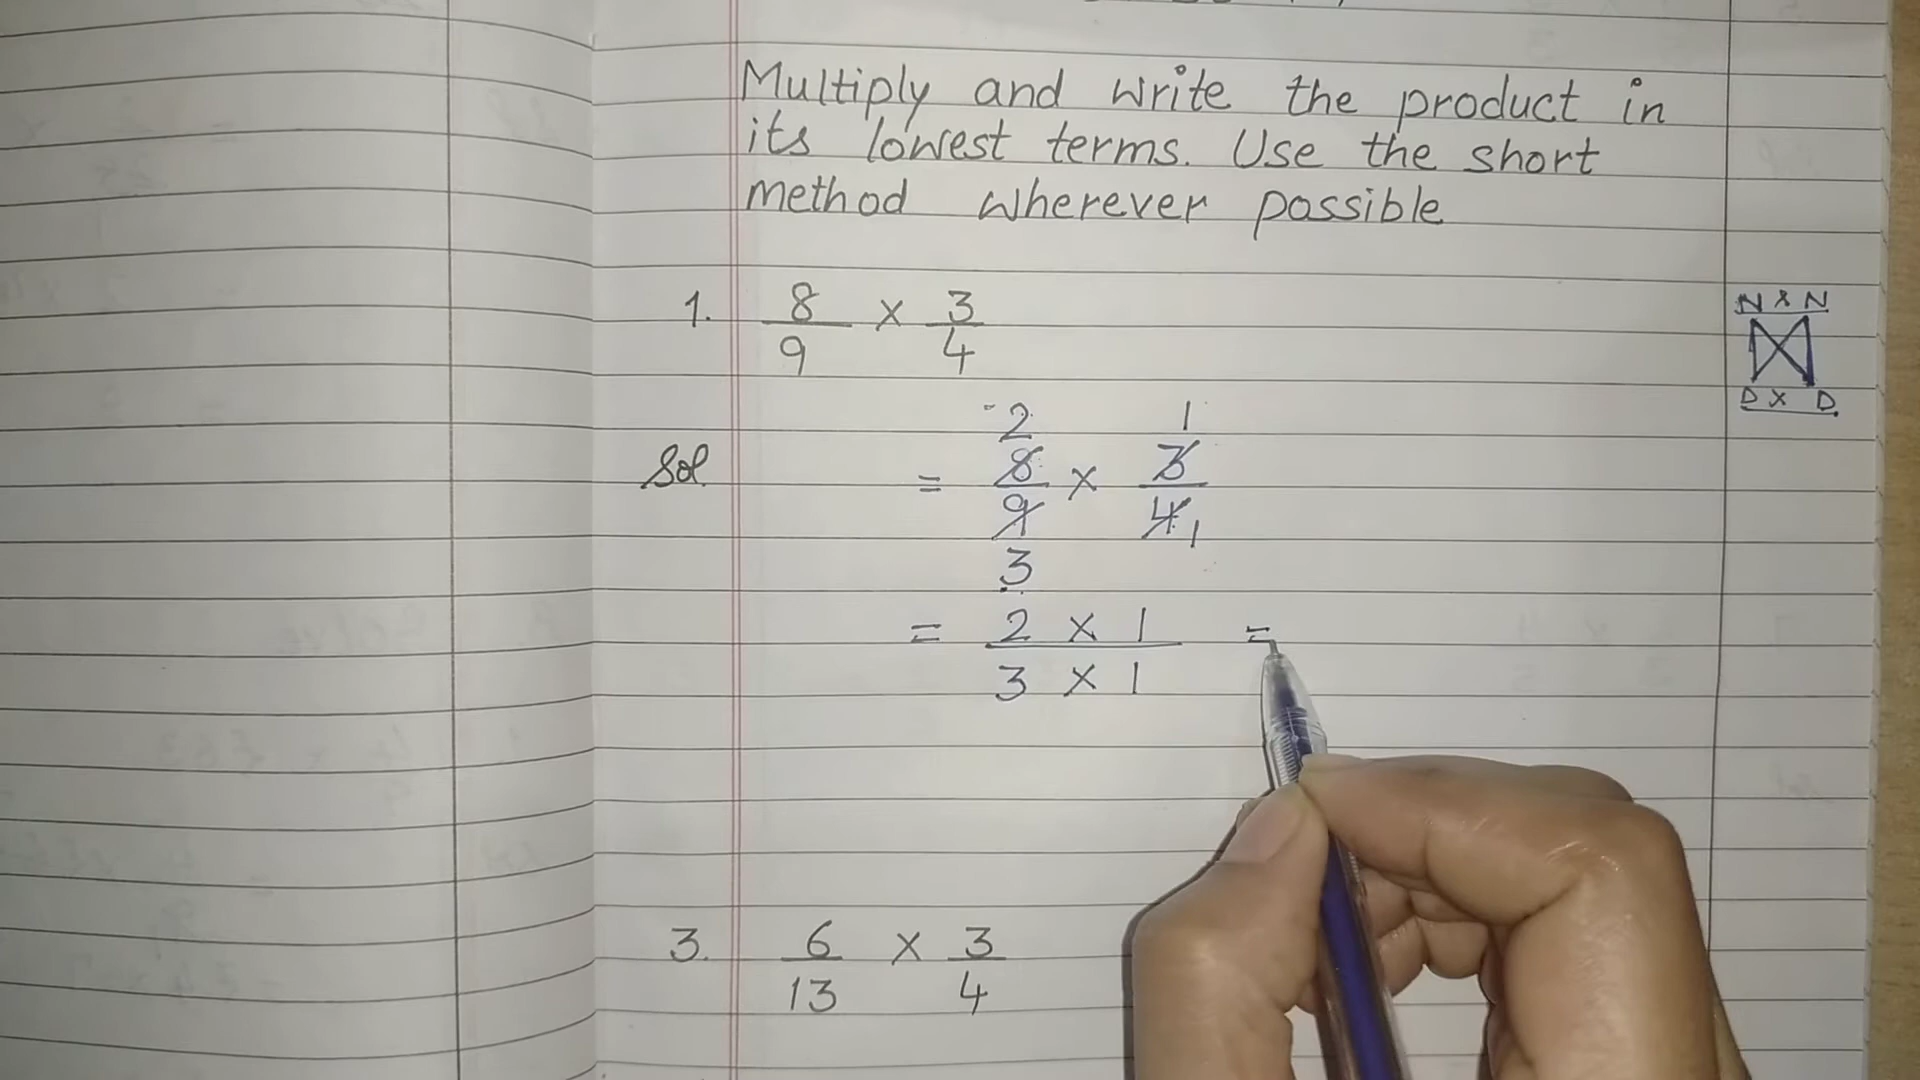 Multiply and write the product in
its lowest terms. Use the short
method wherever possible
1. 8/9 × 3/4
N × N
D × D
2 1
Sol = 8/9 × 3/4 1
3
= 2 × 1 / 3 × 1 =
3. 6/13 × 3/4